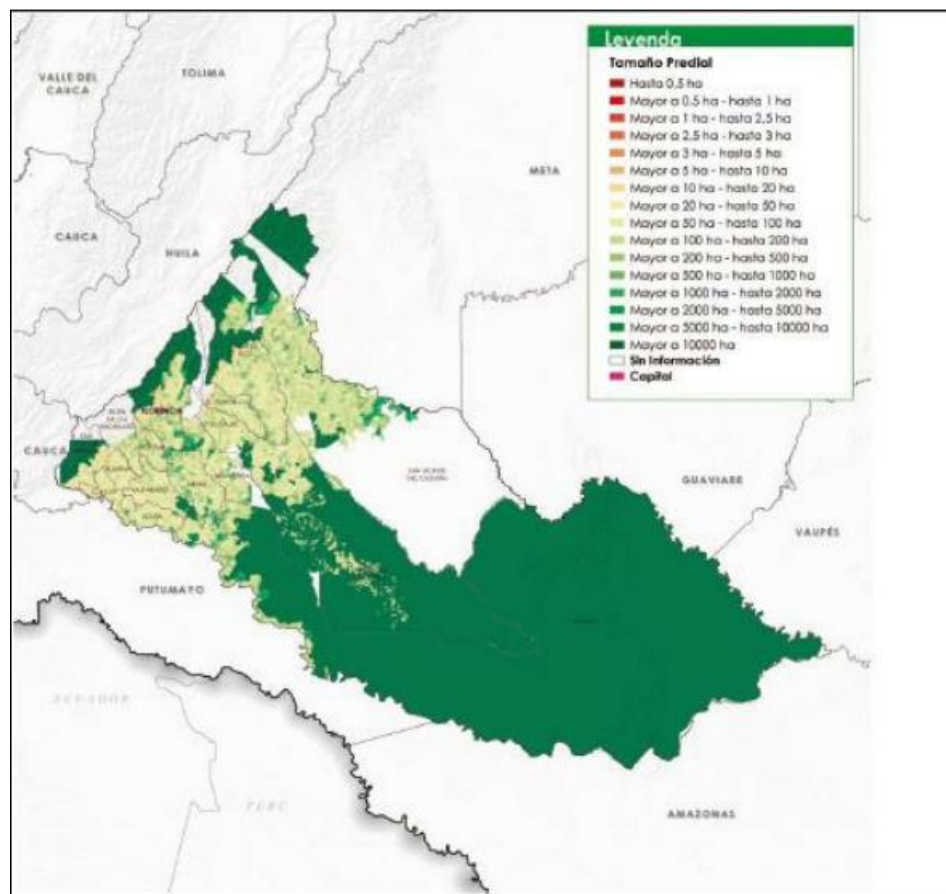 Leyenda
Tamaño Predial
Hasta 0,5 ha
Mayor a 0.5 ha - hasta 1 ha
Mayor a 1 ha - hasta 2,5 ha
Mayor a 2,5 ha - hasta 3 ha
Mayor a 3 ha - hasta 5 ha
Mayor a 5 ha - hasta 10 ha
Mayor a 10 ha - hasta 20 ha
Mayor a 20 ha - hasta 50 ha
Mayor a 50 ha - hasta 100 ha
Mayor a 100 ha - hasta 200 ha
Mayor a 200 ha - hasta 500 ha
Mayor a 500 ha - hasta 1000 ha
Mayor a 1000 ha - hasta 2000 ha
Mayor a 2000 ha - hasta 5000 ha
Mayor a 5000 ha - hasta 10000 ha
Mayor a 10000 ha
Sin Información
Capital
VALLE DEL
CAUCA
TOLIMA
META
CAUCA
HUILA
CAUCA
SAN VICENTE
DEL CAGUÁN
GUAVIARE
VAUPÉS
PUTUMAYO
ECUADOR
PERÚ
AMAZONAS